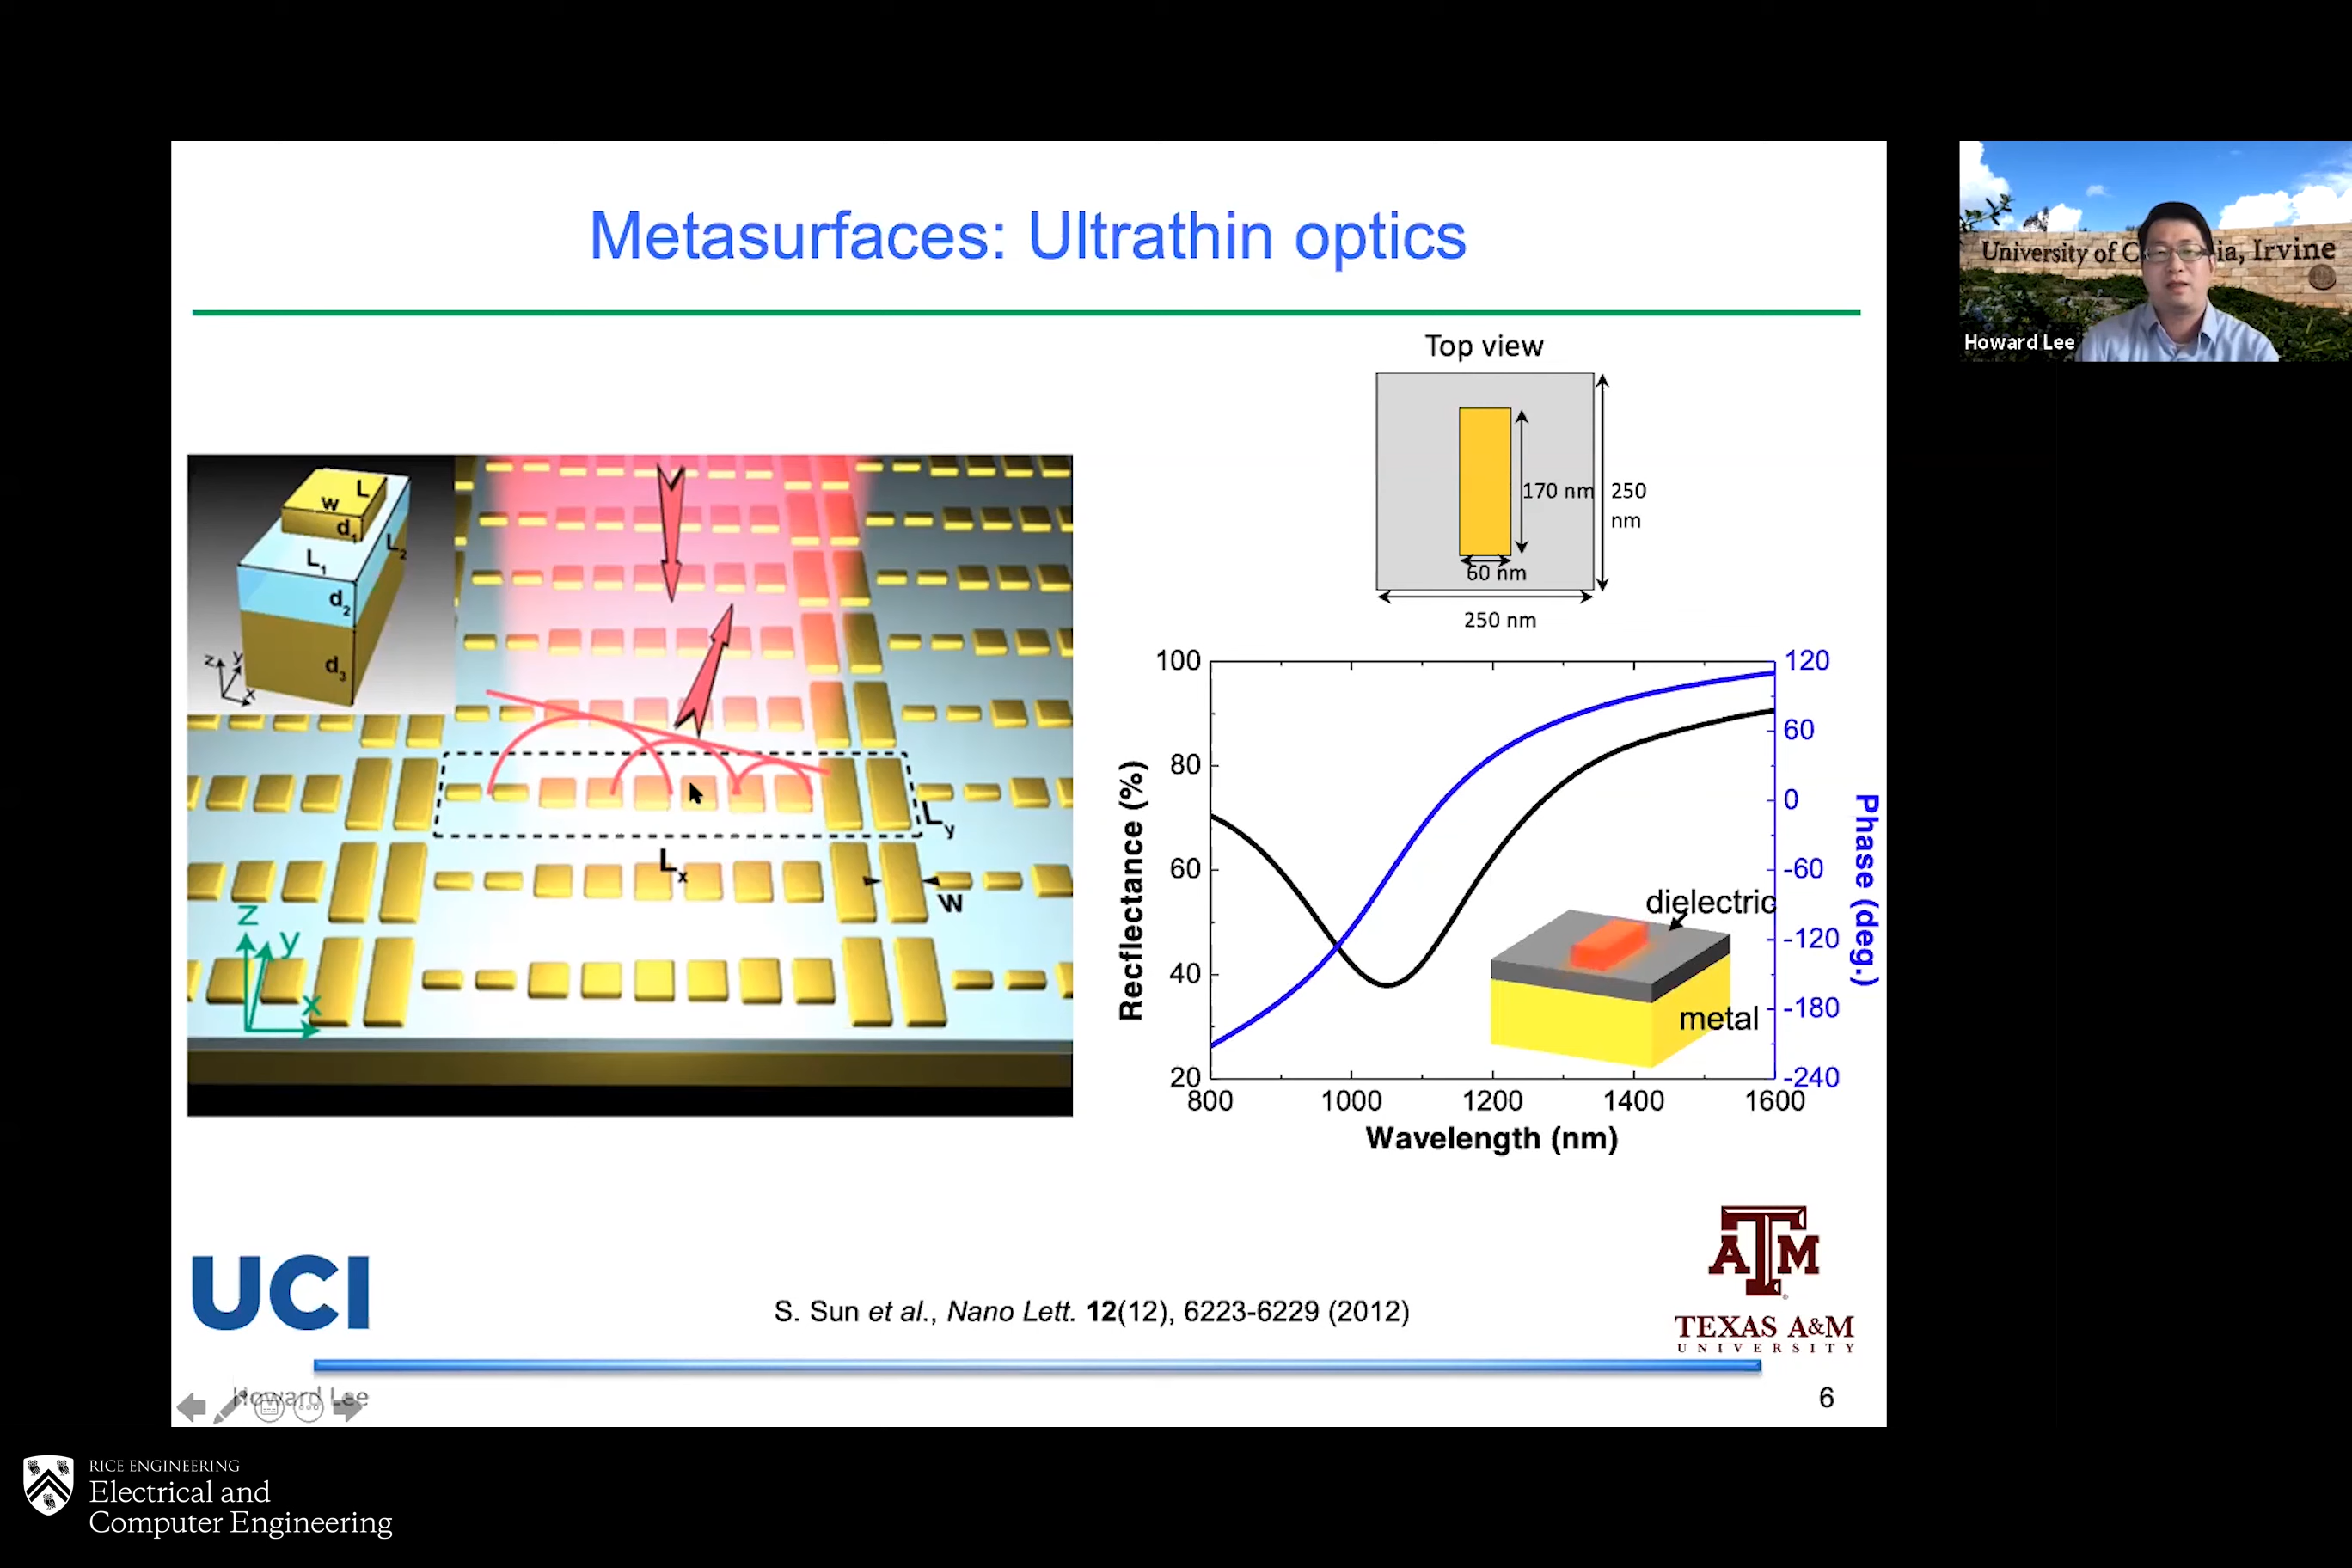 Metasurfaces: Ultrathin optics
University of C ia, Irvine
Howard Lee
Top view
170 nm
250
nm
60 nm
250 nm
L
w
d1
L2
L1
d2
d3
z
y
x
Ly
Lx
w
z
y
x
100
80
60
40
20
Recflectance (%)
120
60
0
-60
-120
-180
-240
Phase (deg.)
dielectric
metal
800 1000 1200 1400 1600
Wavelength (nm)
UCI
S. Sun et al., Nano Lett. 12(12), 6223-6229 (2012)
ATM
TEXAS A&M
UNIVERSITY
Howard Lee
6
RICE ENGINEERING
Electrical and
Computer Engineering